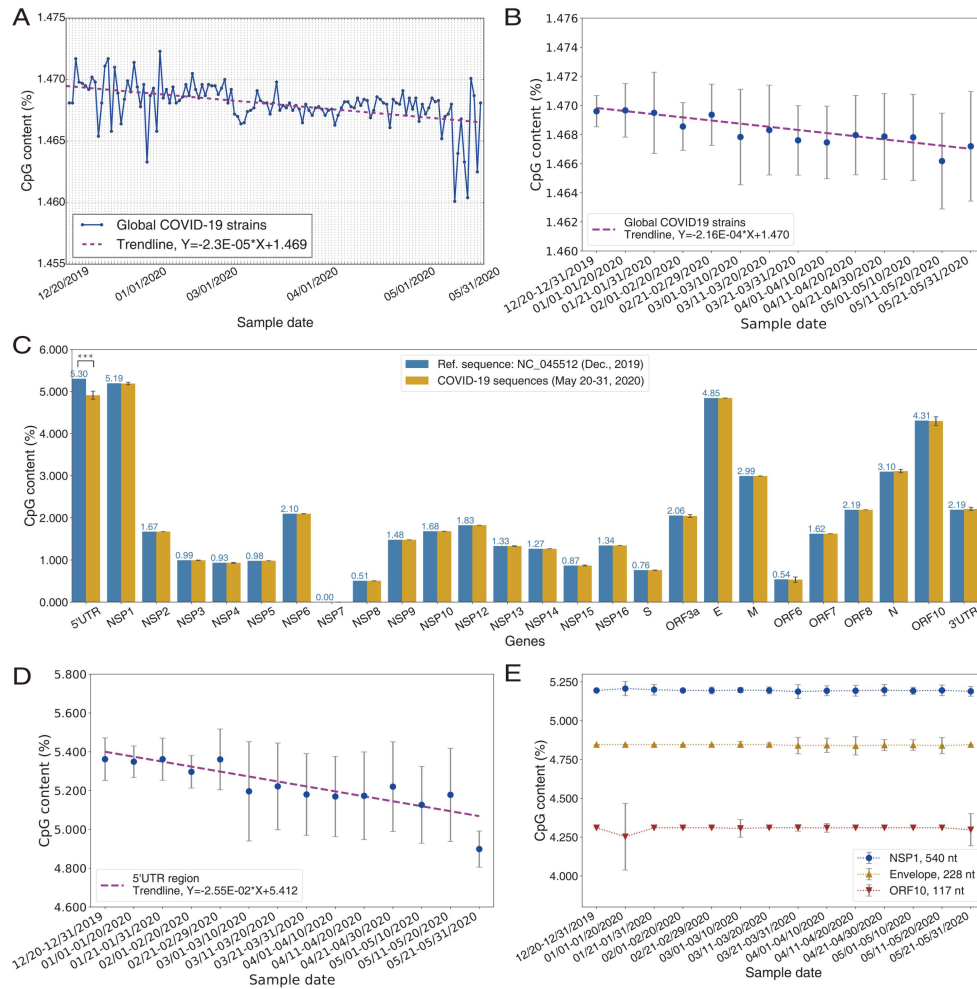 A
1.475
1.470
1.465
1.460
1.455
CpG content (%)
Global COVID-19 strains
Trendline, Y=-2.3E-05*X+1.469
12/20/2019
01/01/2020
03/01/2020
04/01/2020
05/01/2020
05/31/2020
Sample date
B
1.476
1.474
1.472
1.470
1.468
1.466
1.464
1.462
1.460
CpG content (%)
Global COVID19 strains
Trendline, Y=-2.16E-04*X+1.470
12/20-12/31/2019
01/01-01/20/2020
01/21-01/31/2020
02/01-02/20/2020
02/21-02/29/2020
03/01-03/10/2020
03/11-03/20/2020
03/21-03/31/2020
04/01-04/10/2020
04/11-04/20/2020
04/21-04/30/2020
05/01-05/10/2020
05/11-05/20/2020
05/21-05/31/2020
Sample date
C
6.000
5.000
4.000
3.000
2.000
1.000
0.000
CpG content (%)
Ref. sequence: NC_045512 (Dec., 2019)
COVID-19 sequences (May 20-31, 2020)
***
5.30
5.19
1.67
0.99
0.93
0.98
2.10
0.00
0.51
1.48
1.68
1.83
1.33
1.27
0.87
1.34
0.76
2.06
4.85
2.99
0.54
1.62
2.19
3.10
4.31
2.19
5'UTR
NSP1
NSP2
NSP3
NSP4
NSP5
NSP6
NSP7
NSP8
NSP9
NSP10
NSP12
NSP13
NSP14
NSP15
NSP16
S
ORF3a
E
M
ORF6
ORF7
ORF8
N
ORF10
3'UTR
Genes
D
5.800
5.600
5.400
5.200
5.000
4.800
4.600
CpG content (%)
5'UTR region
Trendline, Y=-2.55E-02*X+5.412
12/20-12/31/2019
01/01-01/20/2020
01/21-01/31/2020
02/01-02/20/2020
02/21-02/29/2020
03/01-03/10/2020
03/11-03/20/2020
03/21-03/31/2020
04/01-04/10/2020
04/11-04/20/2020
04/21-04/30/2020
05/01-05/10/2020
05/11-05/20/2020
05/21-05/31/2020
Sample date
E
5.250
5.000
4.750
4.500
4.250
4.000
CpG content (%)
NSP1, 540 nt
Envelope, 228 nt
ORF10, 117 nt
12/20-12/31/2019
01/01-01/20/2020
01/21-01/31/2020
02/01-02/20/2020
02/21-02/29/2020
03/01-03/10/2020
03/11-03/20/2020
03/21-03/31/2020
04/01-04/10/2020
04/11-04/20/2020
04/21-04/30/2020
05/01-05/10/2020
05/11-05/20/2020
05/21-05/31/2020
Sample date